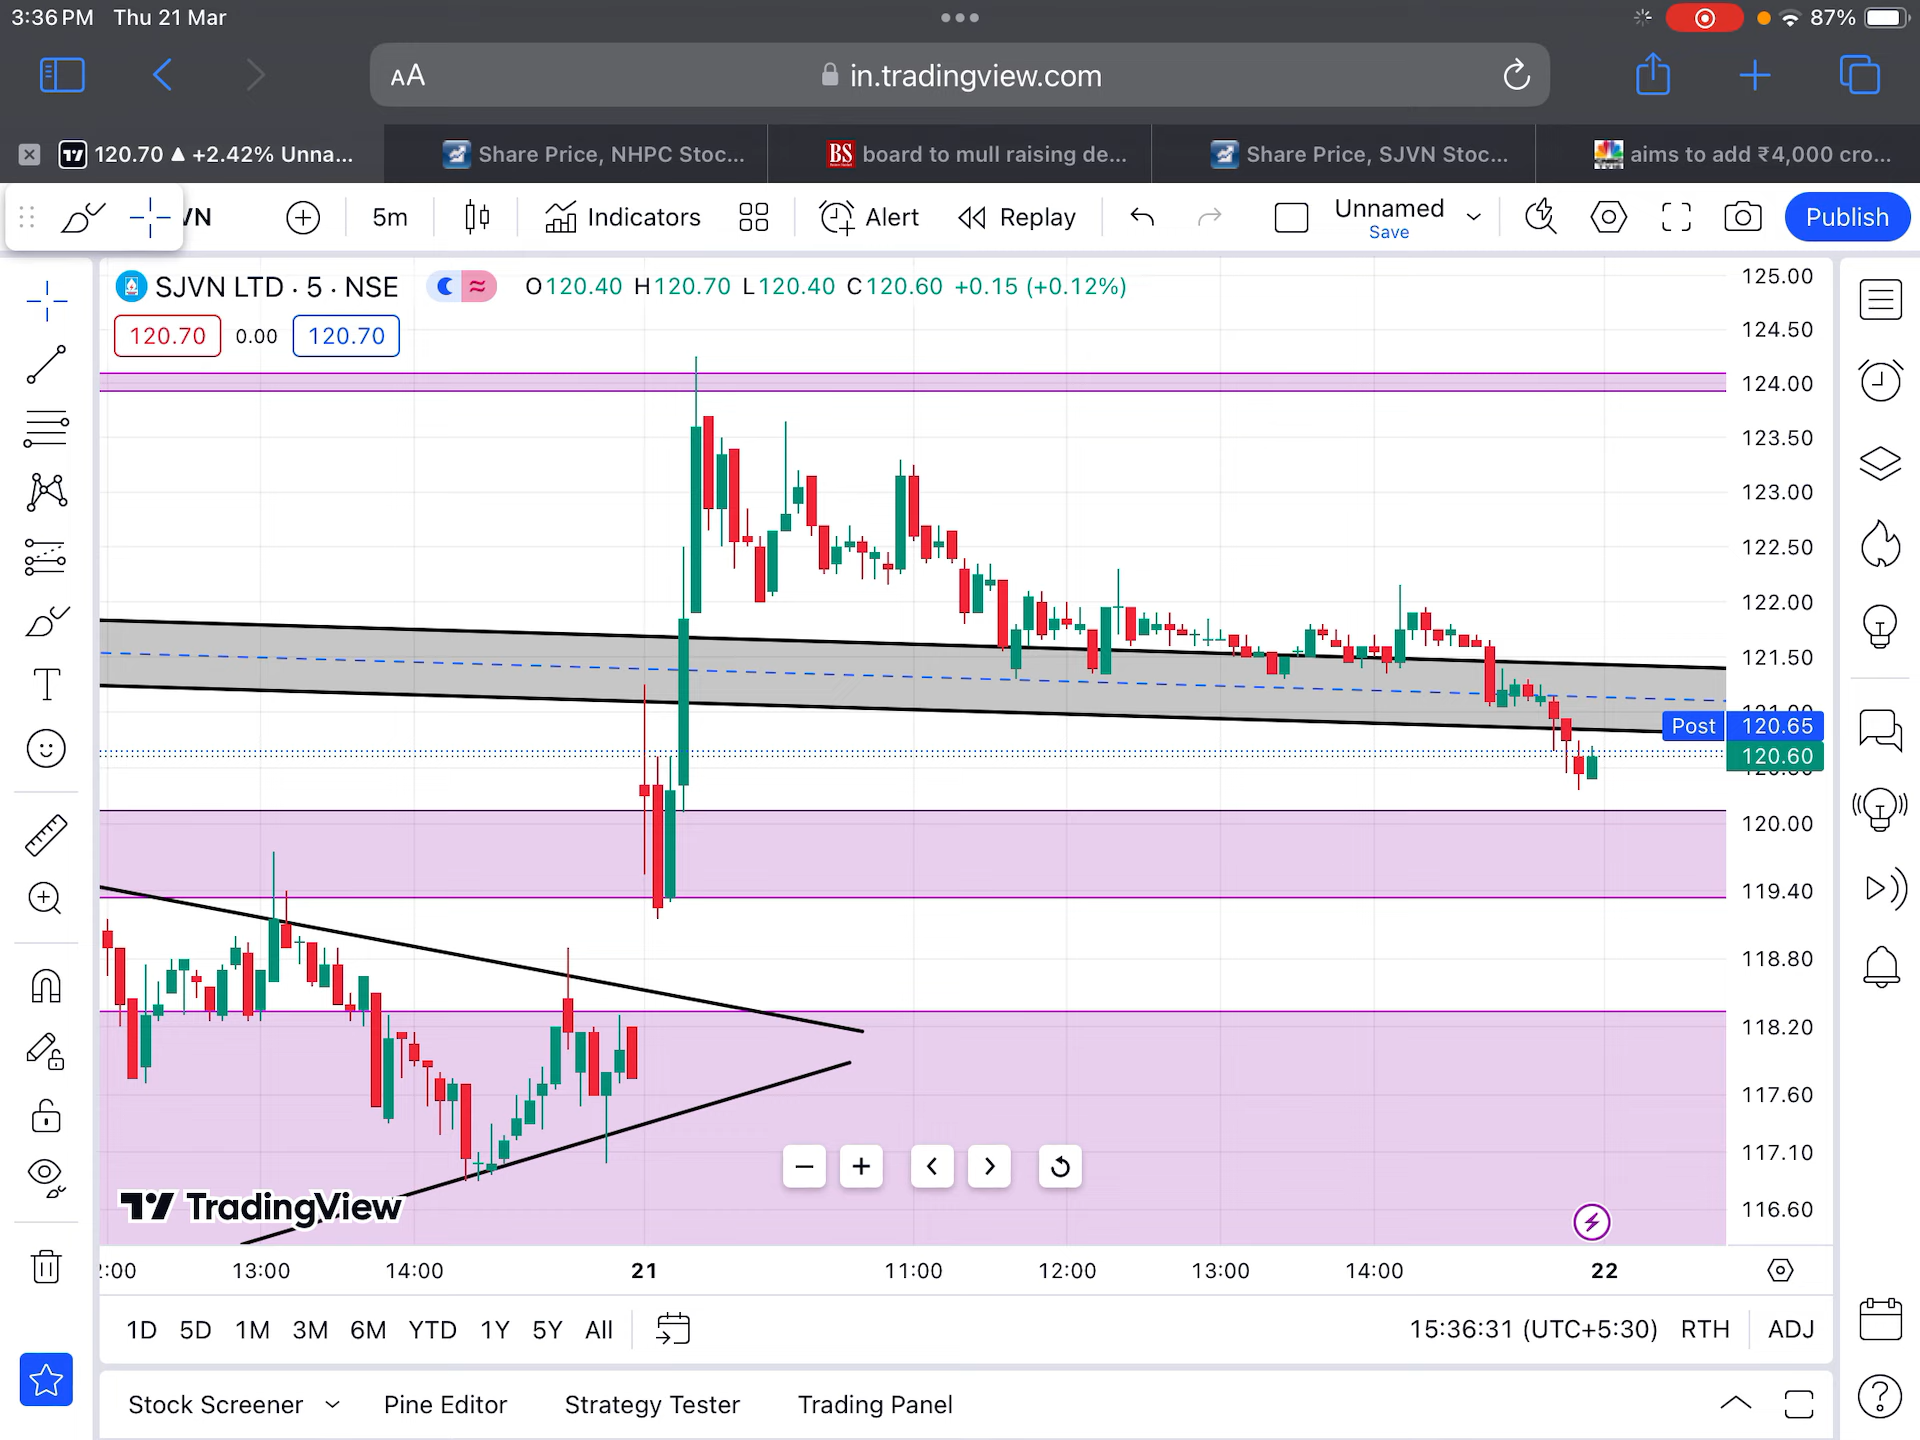 3:36 PM Thu 21 Mar
87%
AA in.tradingview.com
120.70 ▲ +2.42% Unna...
Share Price, NHPC Stoc...
BS board to mull raising de...
Share Price, SJVN Stoc...
aims to add ₹4,000 cro...
VN 5m Indicators Alert Replay Unnamed Publish
Save
SJVN LTD · 5 · NSE O120.40 H120.70 L120.40 C120.60 +0.15 (+0.12%)
120.70 0.00 120.70
125.00
124.50
124.00
123.50
123.00
122.50
122.00
121.50
Post 120.65
120.60
120.00
119.40
118.80
118.20
117.60
117.10
116.60
TradingView
:00 13:00 14:00 21 11:00 12:00 13:00 14:00 22
1D 5D 1M 3M 6M YTD 1Y 5Y All 15:36:31 (UTC+5:30) RTH ADJ
Stock Screener Pine Editor Strategy Tester Trading Panel